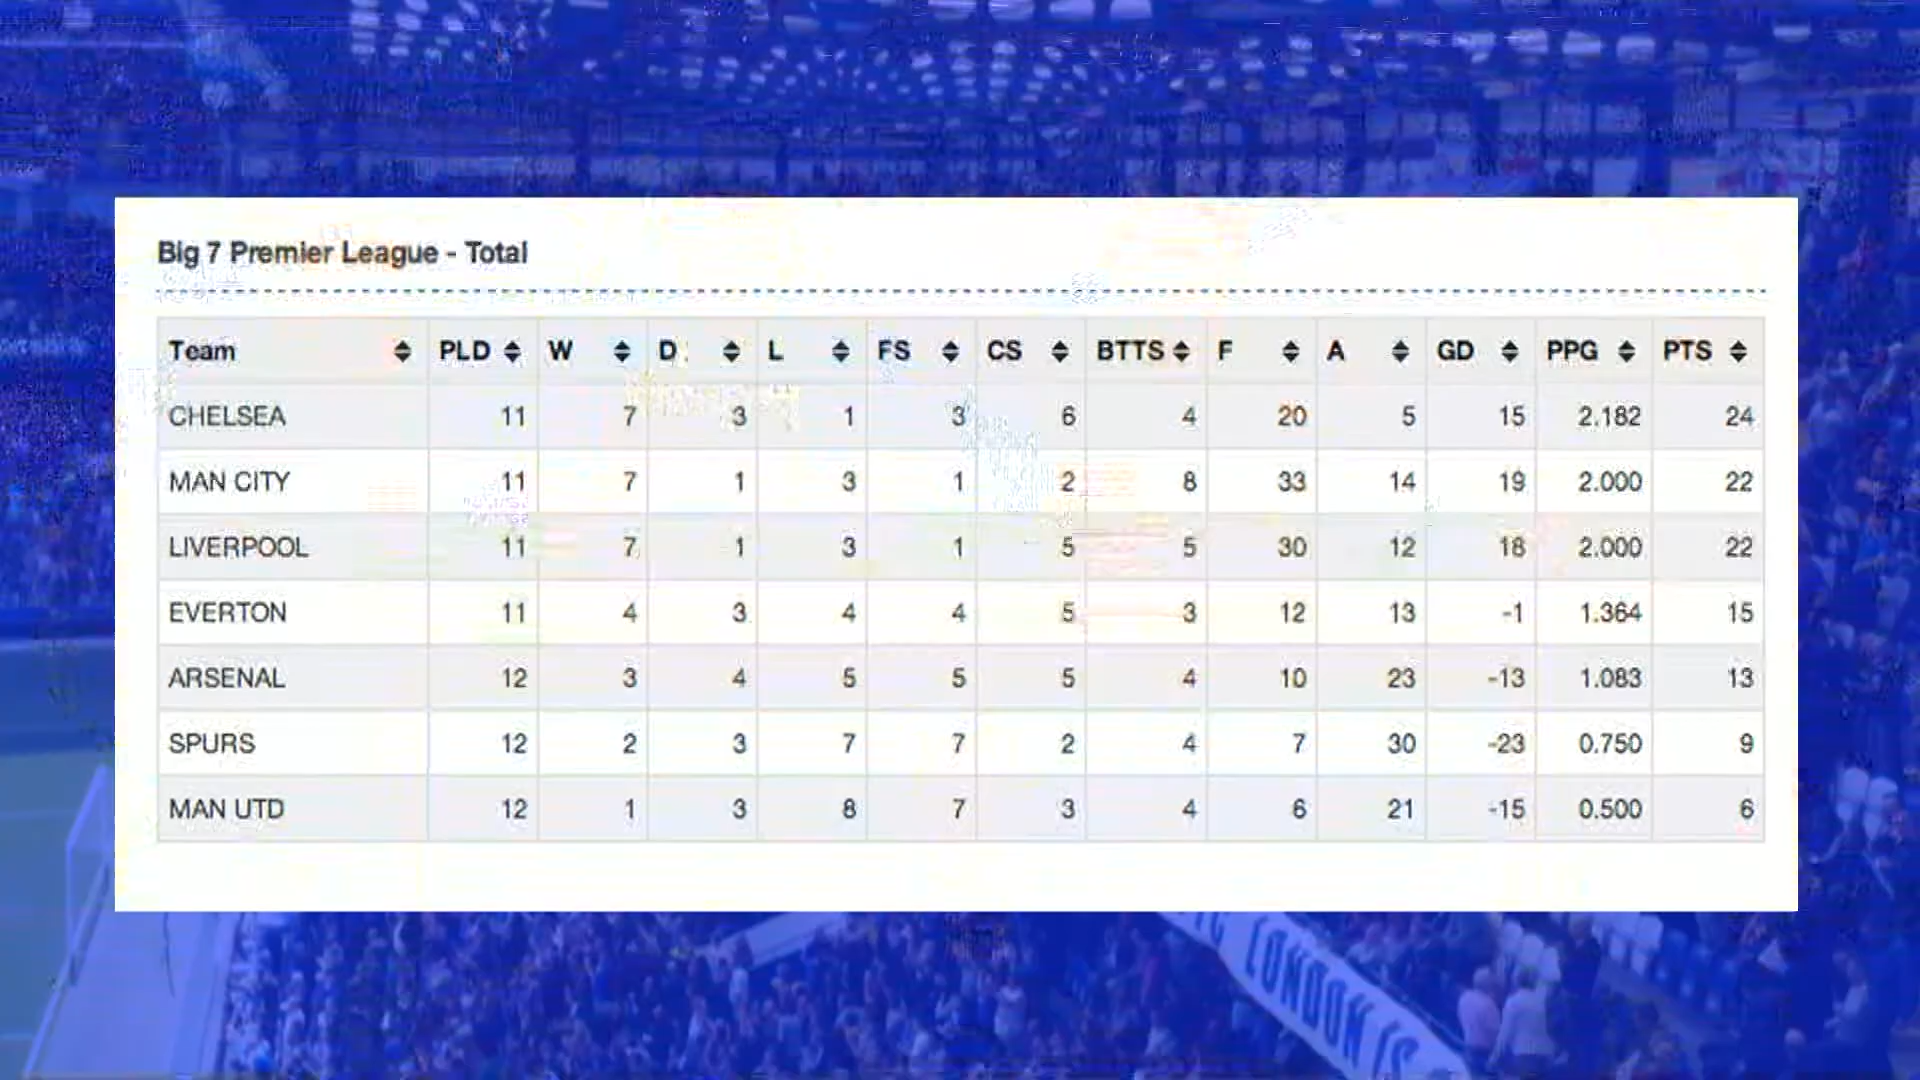 Big 7 Premier League - Total
Team PLD W D L FS CS BTTS F A GD PPG PTS
CHELSEA 11 7 3 1 3 6 4 20 5 15 2.182 24
MAN CITY 11 7 1 3 1 2 8 33 14 19 2.000 22
LIVERPOOL 11 7 1 3 1 5 5 30 12 18 2.000 22
EVERTON 11 4 3 4 4 5 3 12 13 -1 1.364 15
ARSENAL 12 3 4 5 5 5 4 10 23 -13 1.083 13
SPURS 12 2 3 7 7 2 4 7 30 -23 0.750 9
MAN UTD 12 1 3 8 7 3 4 6 21 -15 0.500 6
LONDON IS